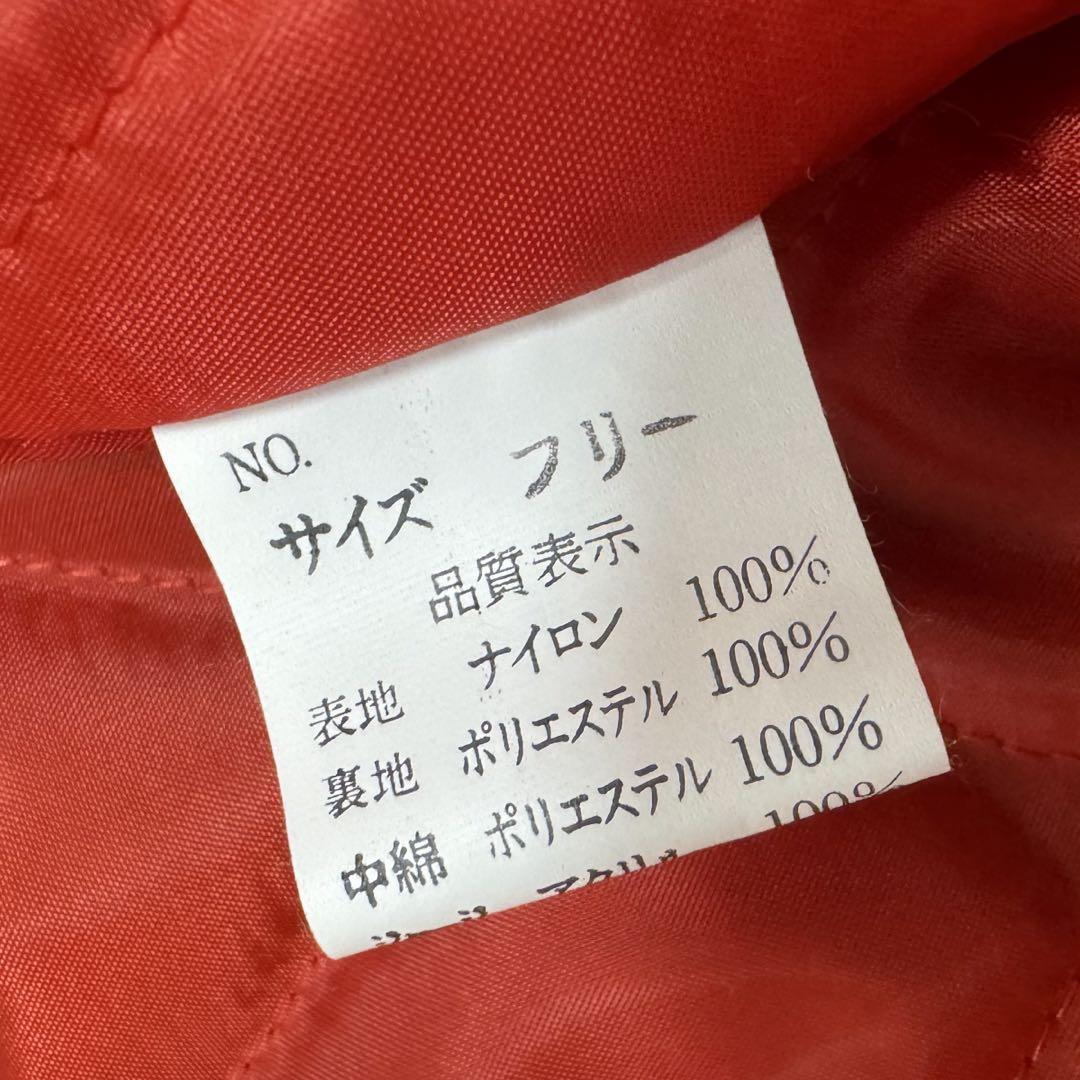 NO.
サイズ フリー
品質表示
表地 ナイロン 100%
裏地 ポリエステル 100%
中綿 ポリエステル 100%
100%